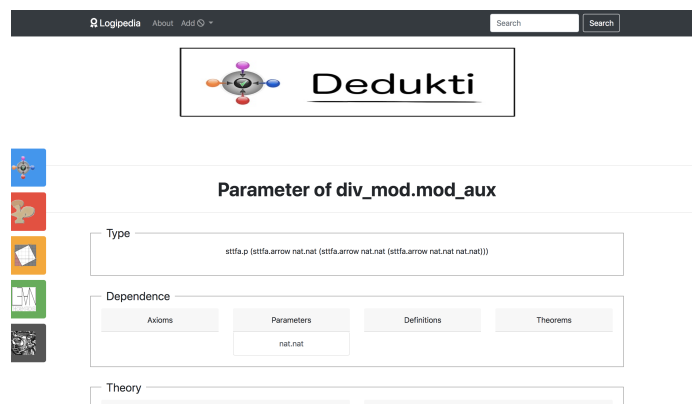 Logipedia About Add Search Search
Dedukti
Parameter of div_mod.mod_aux
Type
sttfa.p (sttfa.arrow nat.nat (sttfa.arrow nat.nat (sttfa.arrow nat.nat nat.nat)))
Dependence
Axioms Parameters Definitions Theorems
nat.nat
Theory